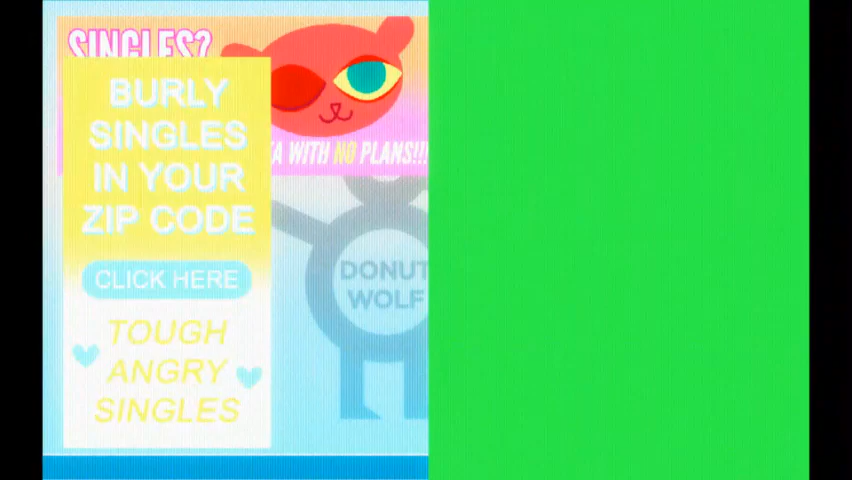 SINGLES?
BURLY
SINGLES
IN YOUR
ZIP CODE
WITH NO PLANS!!!
CLICK HERE
TOUGH
ANGRY
SINGLES
DONUT
WOLF